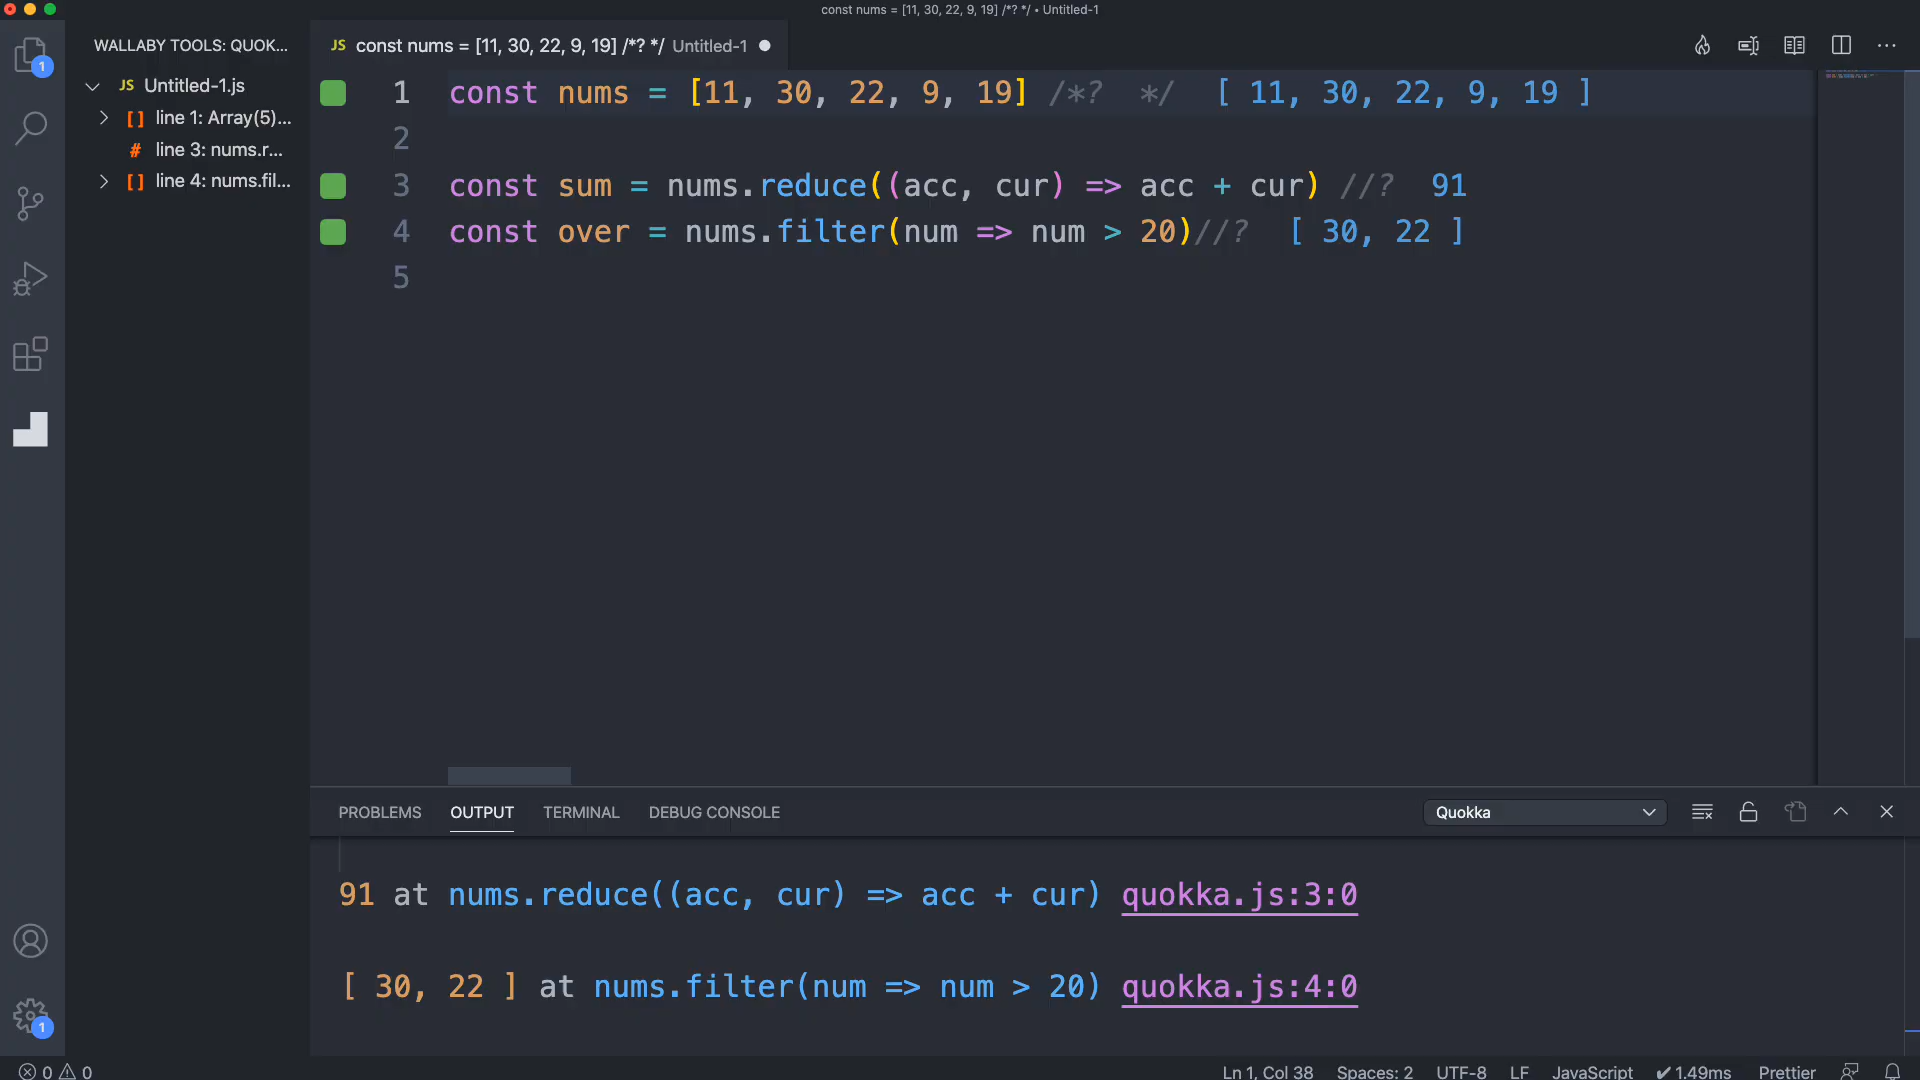 const nums = [11, 30, 22, 9, 19] /*? */ • Untitled-1
WALLABY TOOLS: QUOK...
JS const nums = [11, 30, 22, 9, 19] /*? */ Untitled-1
JS Untitled-1.js
[] line 1: Array(5)...
# line 3: nums.r...
[] line 4: nums.fil...
1
1 const nums = [11, 30, 22, 9, 19] /*?  */  [ 11, 30, 22, 9, 19 ]
2
3 const sum = nums.reduce((acc, cur) => acc + cur) //?  91
4 const over = nums.filter(num => num > 20)//?  [ 30, 22 ]
5
PROBLEMS OUTPUT TERMINAL DEBUG CONSOLE Quokka
91 at nums.reduce((acc, cur) => acc + cur) quokka.js:3:0
[ 30, 22 ] at nums.filter(num => num > 20) quokka.js:4:0
1
0 0 Ln 1, Col 38 Spaces: 2 UTF-8 LF JavaScript ✔ 1.49ms Prettier